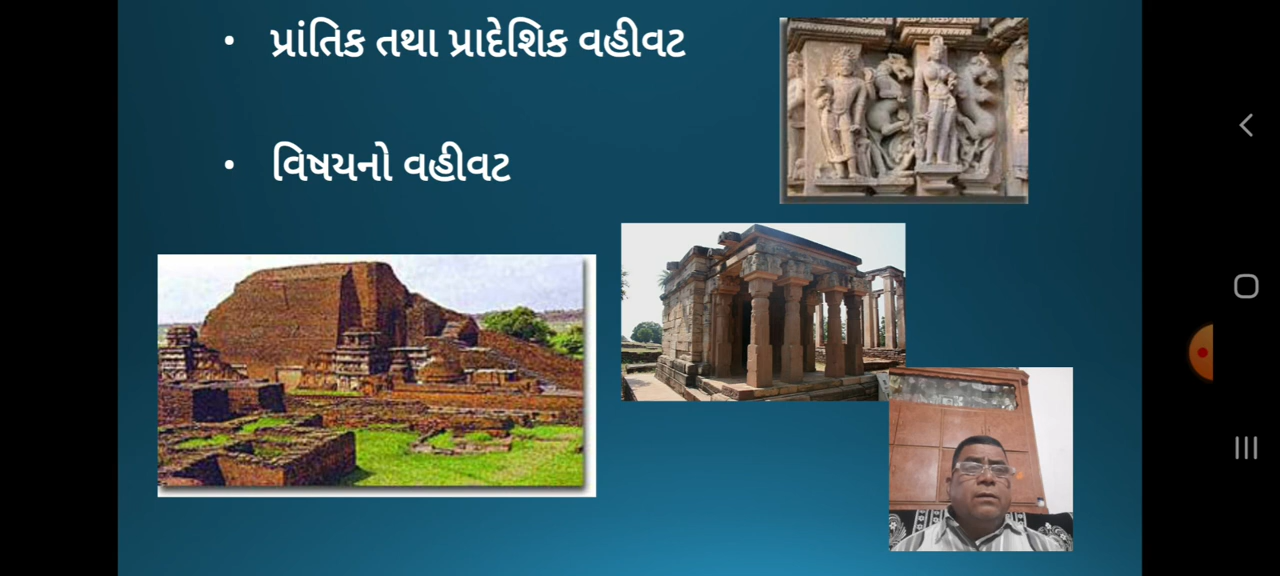 • પ્રાંતિક તથા પ્રાદેશિક વહીવટ
• વિષયનો વહીવટ